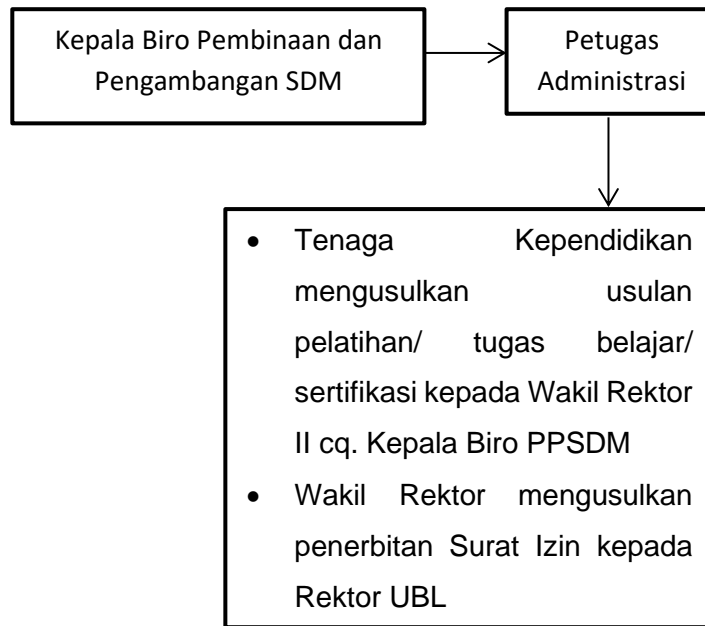 Kepala Biro Pembinaan dan
Pengambangan SDM
Petugas
Administrasi
• Tenaga Kependidikan
mengusulkan usulan
pelatihan/ tugas belajar/
sertifikasi kepada Wakil Rektor
II cq. Kepala Biro PPSDM
• Wakil Rektor mengusulkan
penerbitan Surat Izin kepada
Rektor UBL